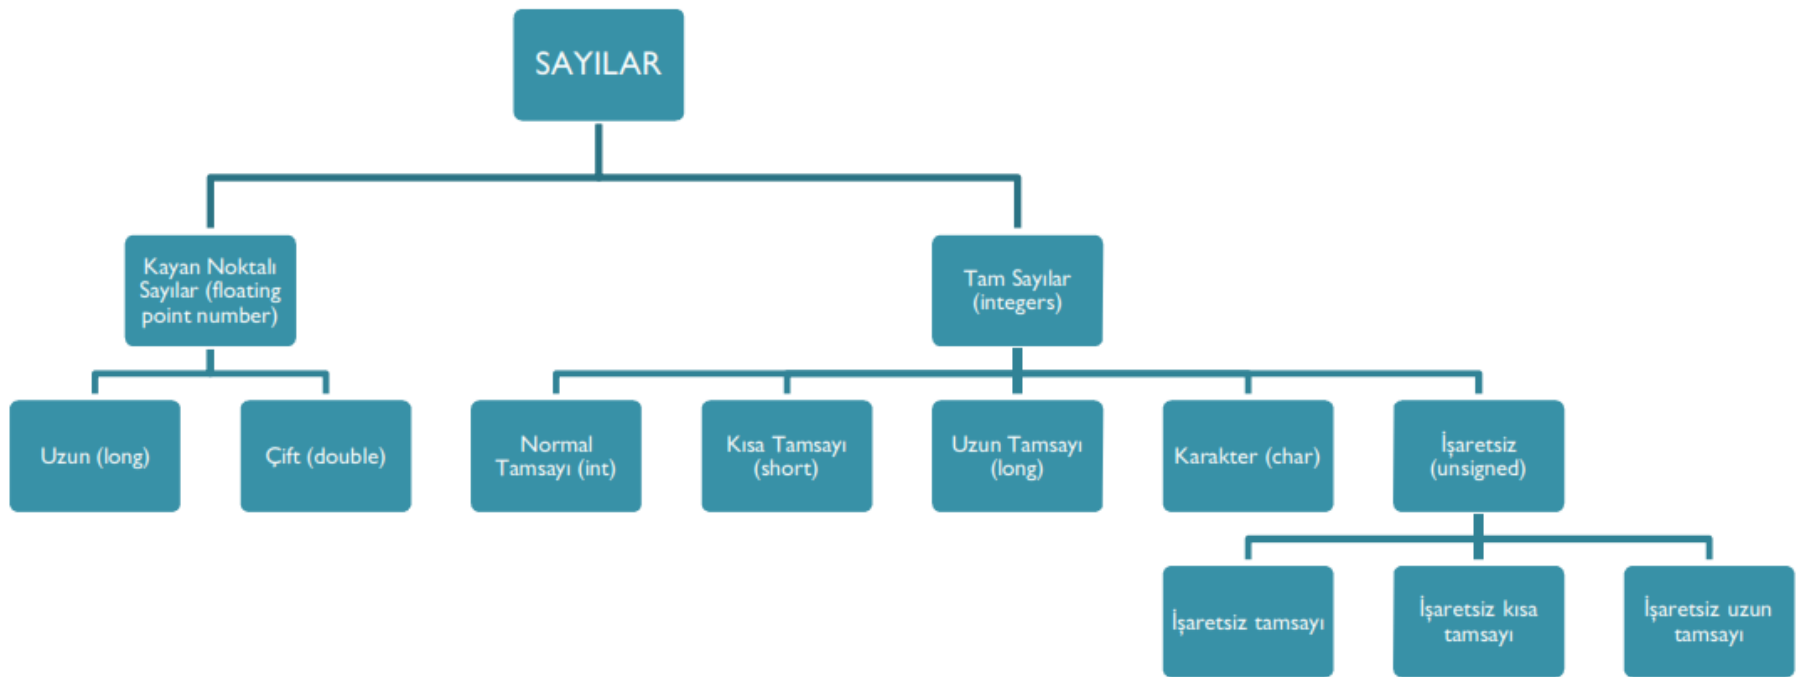 SAYILAR
Kayan Noktalı
Sayılar (floating
point number)
Tam Sayılar
(integers)
Uzun (long)
Çift (double)
Normal
Tamsayı (int)
Kısa Tamsayı
(short)
Uzun Tamsayı
(long)
Karakter (char)
İşaretsiz
(unsigned)
İşaretsiz tamsayı
İşaretsiz kısa
tamsayı
İşaretsiz uzun
tamsayı